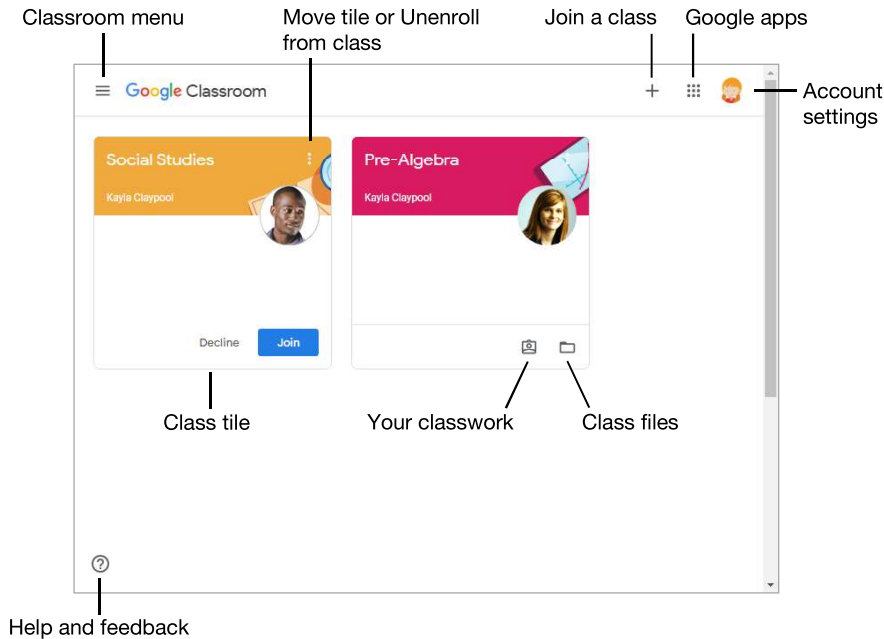 Classroom menu
Move tile or Unenroll
from class
Join a class
Google apps
Google Classroom
Account
settings
Social Studies
Kayla Claypool
Pre-Algebra
Kayla Claypool
Decline
Join
Class tile
Your classwork
Class files
Help and feedback